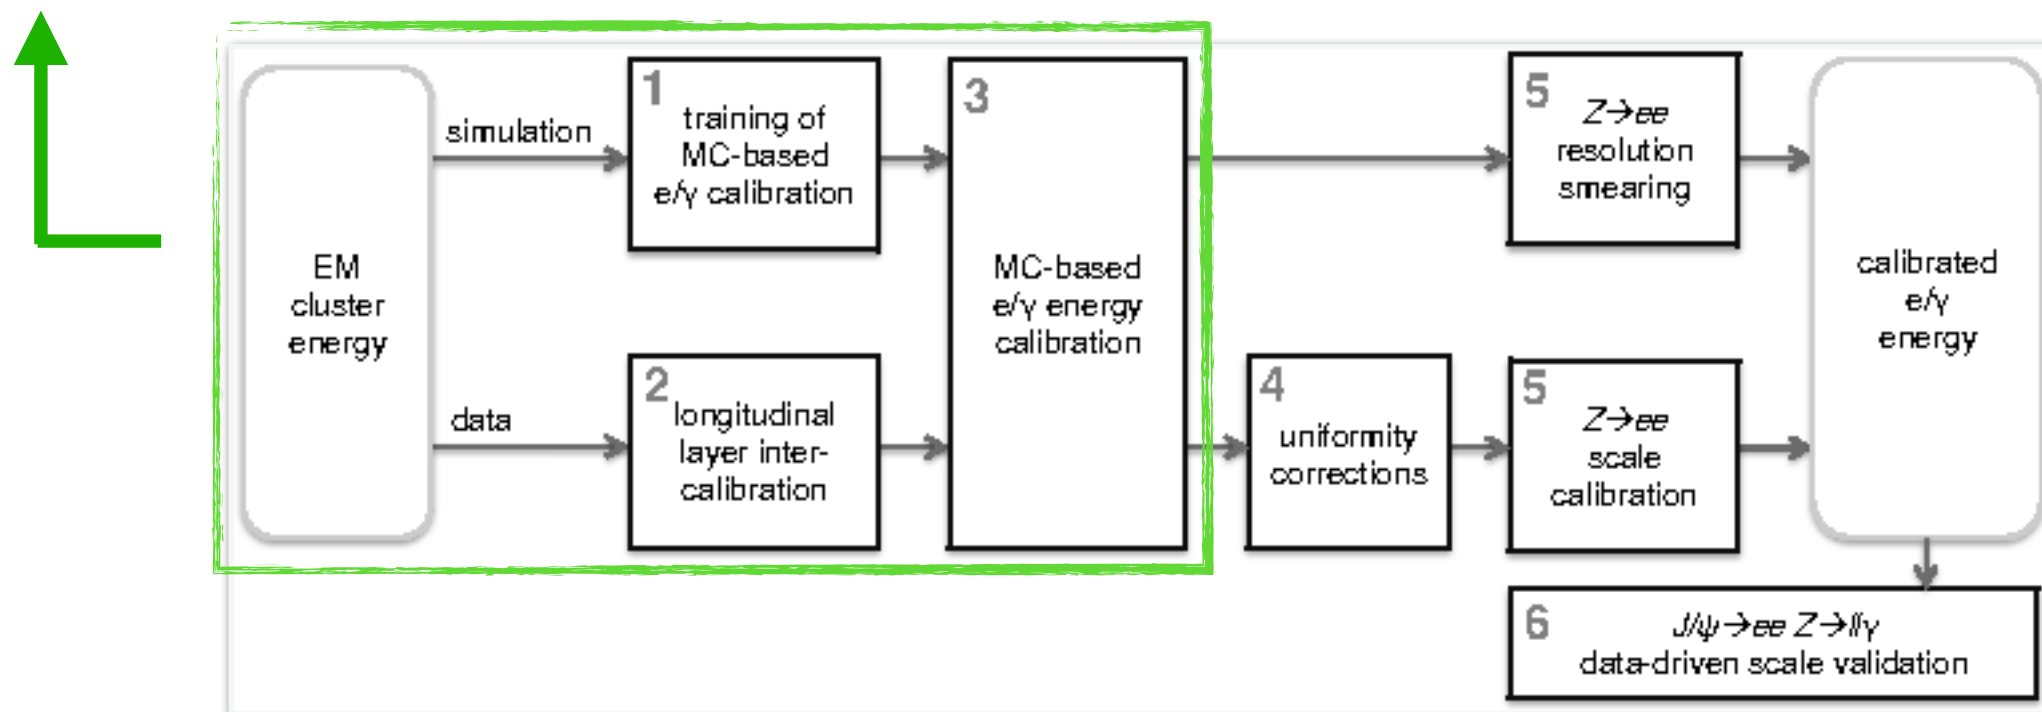 EM
cluster
energy
simulation
data
1
training of
MC-based
e/γ calibration
2
longitudinal
layer inter-
calibration
3
MC-based
e/γ energy
calibration
4
uniformity
corrections
5
Z→ee
resolution
smearing
5
Z→ee
scale
calibration
calibrated
e/γ
energy
6
J/ψ→ee Z→llγ
data-driven scale validation